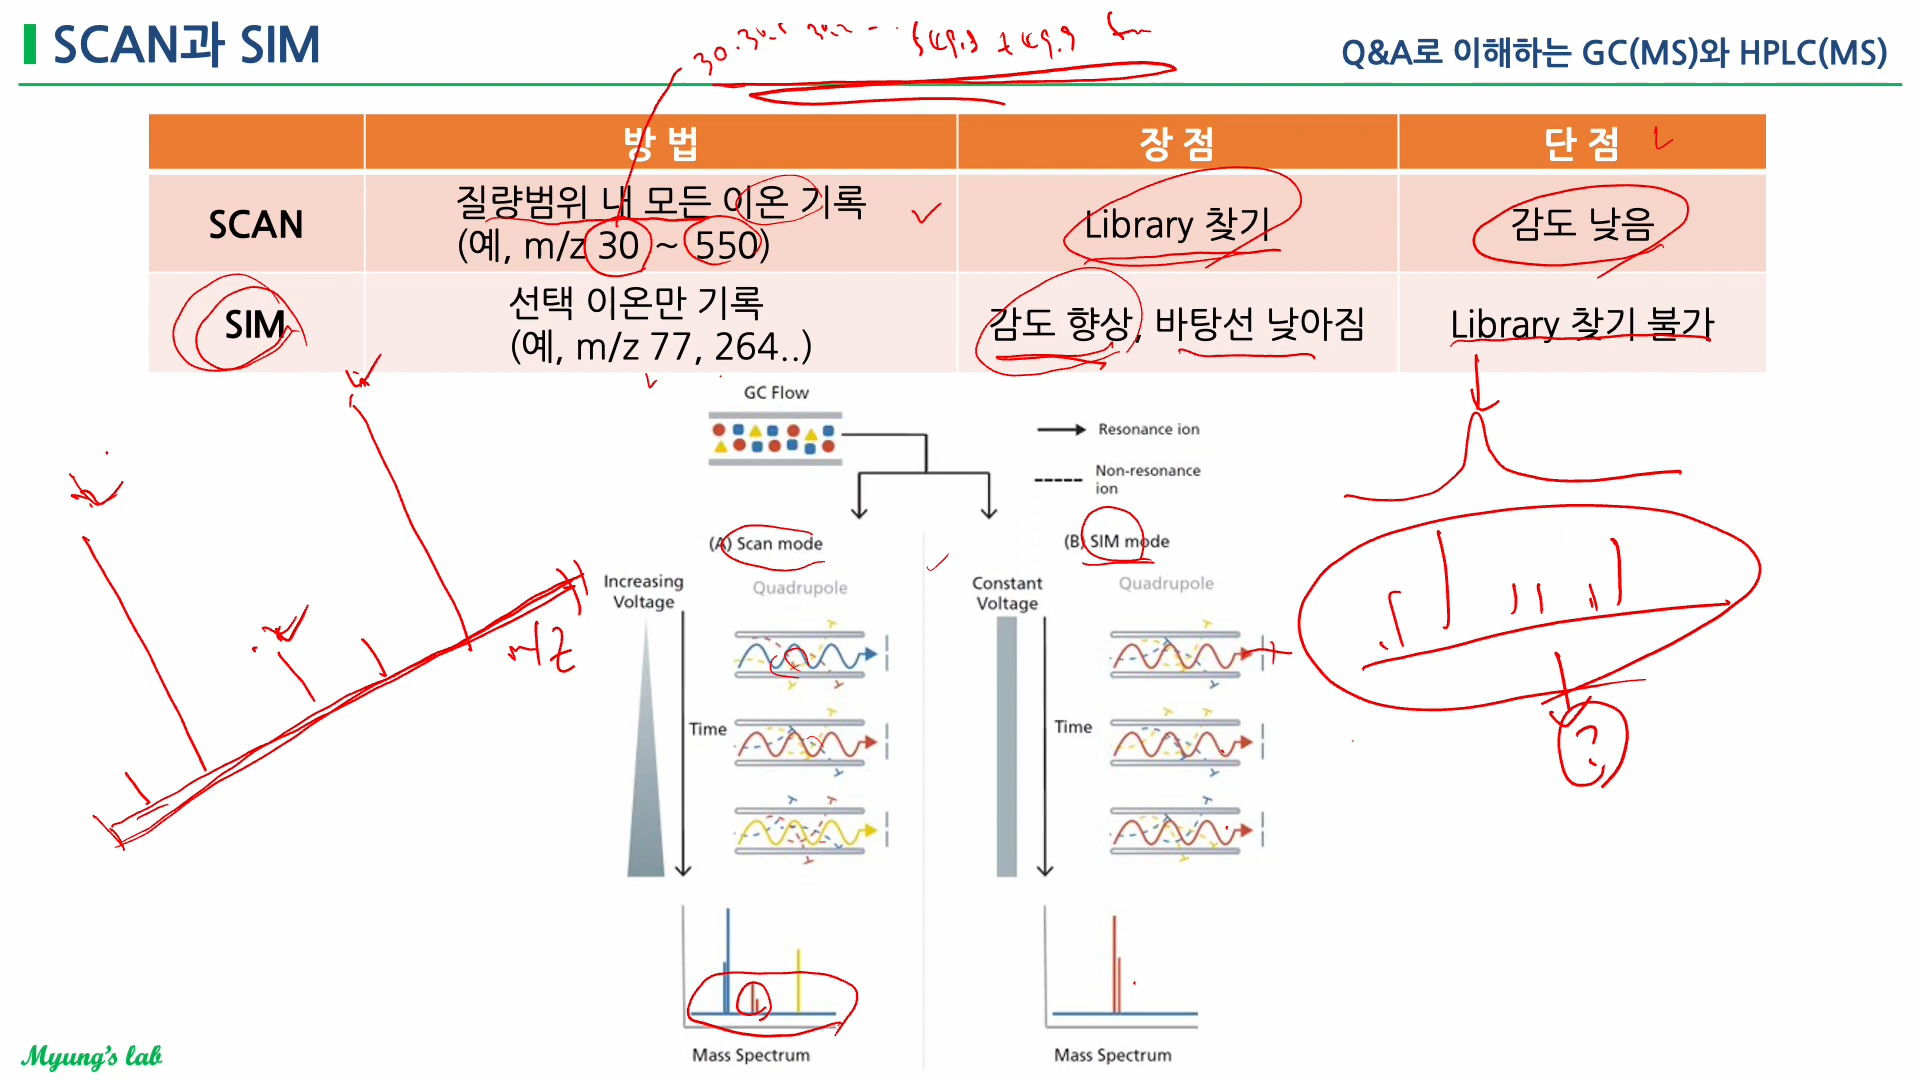 SCAN과 SIM
Q&A로 이해하는 GC(MS)와 HPLC(MS)
방 법
장 점
단 점
SCAN
질량범위 내 모든 이온 기록
(예, m/z 30 ~ 550)
Library 찾기
감도 낮음
SIM
선택 이온만 기록
(예, m/z 77, 264..)
감도 향상, 바탕선 낮아짐
Library 찾기 불가
GC Flow
Resonance ion
Non-resonance
ion
(A) Scan mode
(B) SIM mode
Increasing
Voltage
Quadrupole
Constant
Voltage
Quadrupole
m/z
Time
Time
?
Mass Spectrum
Mass Spectrum
Myung's lab